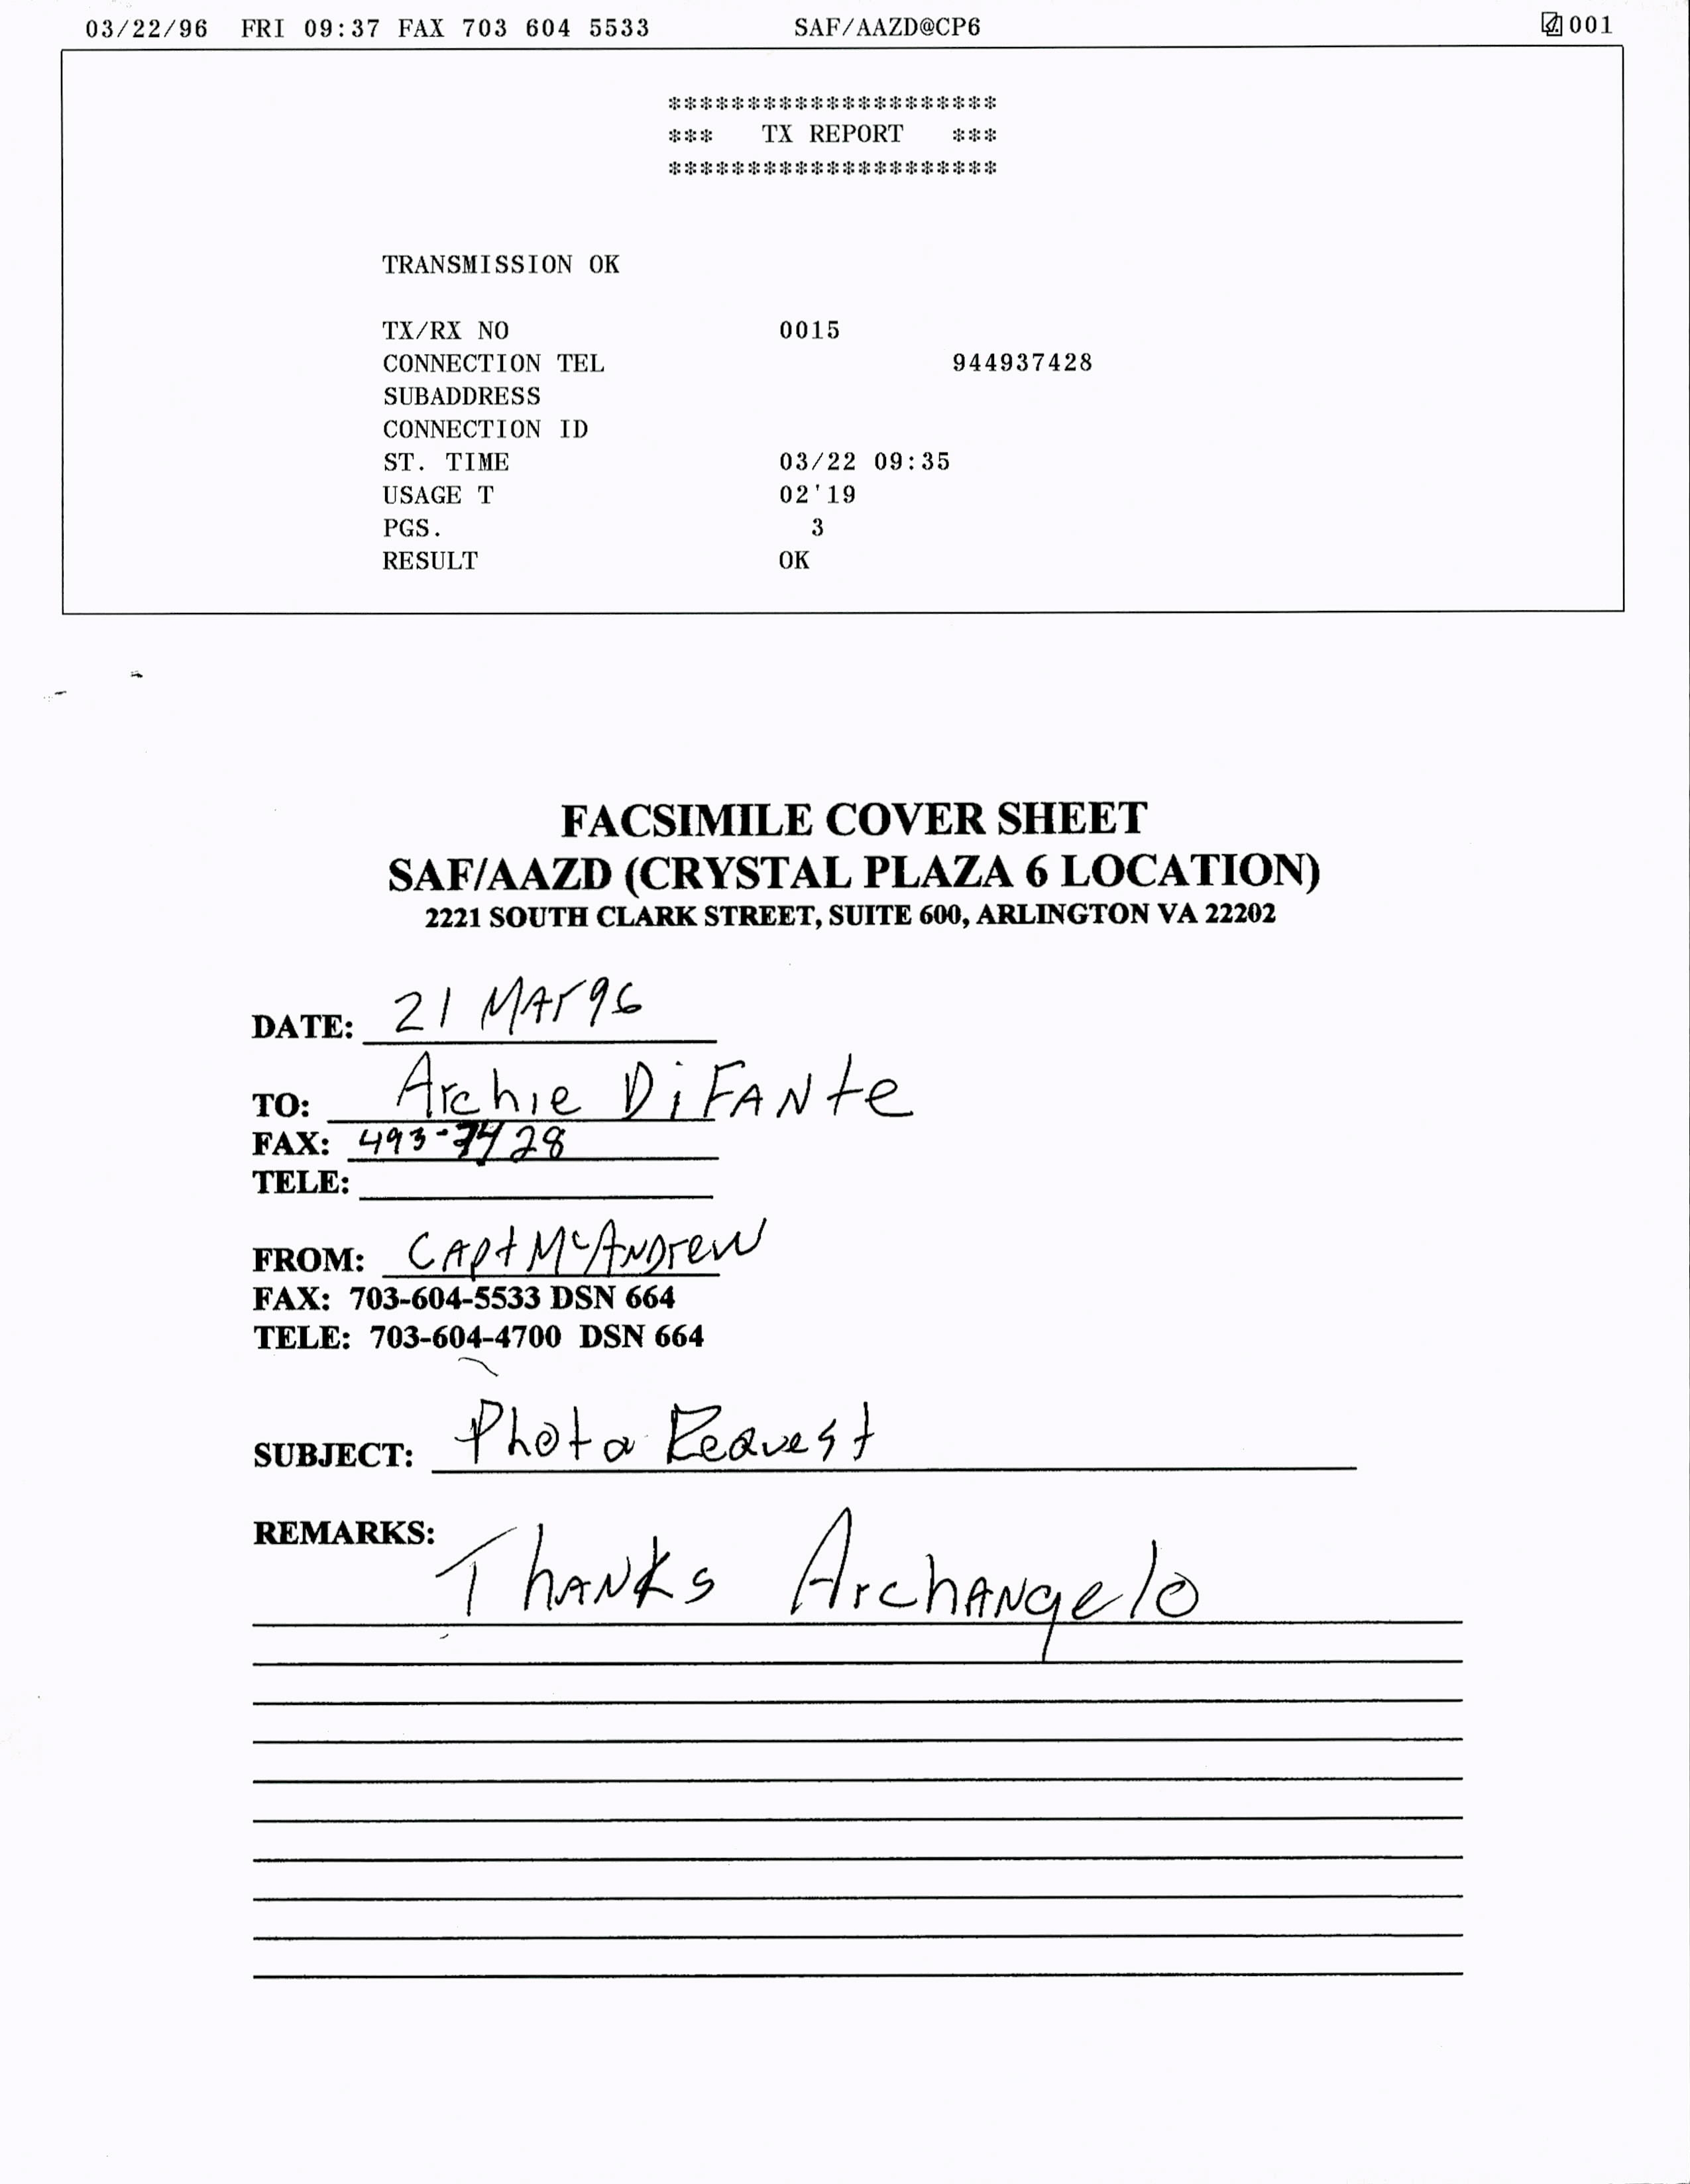 03/22/96 FRI 09:37 FAX 703 604 5533 SAF/AAZD@CP6 001
*********************
*** TX REPORT ***
*********************
TRANSMISSION OK
TX/RX NO 0015
CONNECTION TEL 944937428
SUBADDRESS
CONNECTION ID
ST. TIME 03/22 09:35
USAGE T 02'19
PGS. 3
RESULT OK
FACSIMILE COVER SHEET
SAF/AAZD (CRYSTAL PLAZA 6 LOCATION)
2221 SOUTH CLARK STREET, SUITE 600, ARLINGTON VA 22202
DATE: 21 MAr 96
TO: Archie DiFANte
FAX: 493-7428
TELE:
FROM: CAPt McANDrew
FAX: 703-604-5533 DSN 664
TELE: 703-604-4700 DSN 664
SUBJECT: Photo Request
REMARKS:
Thanks Archangelo